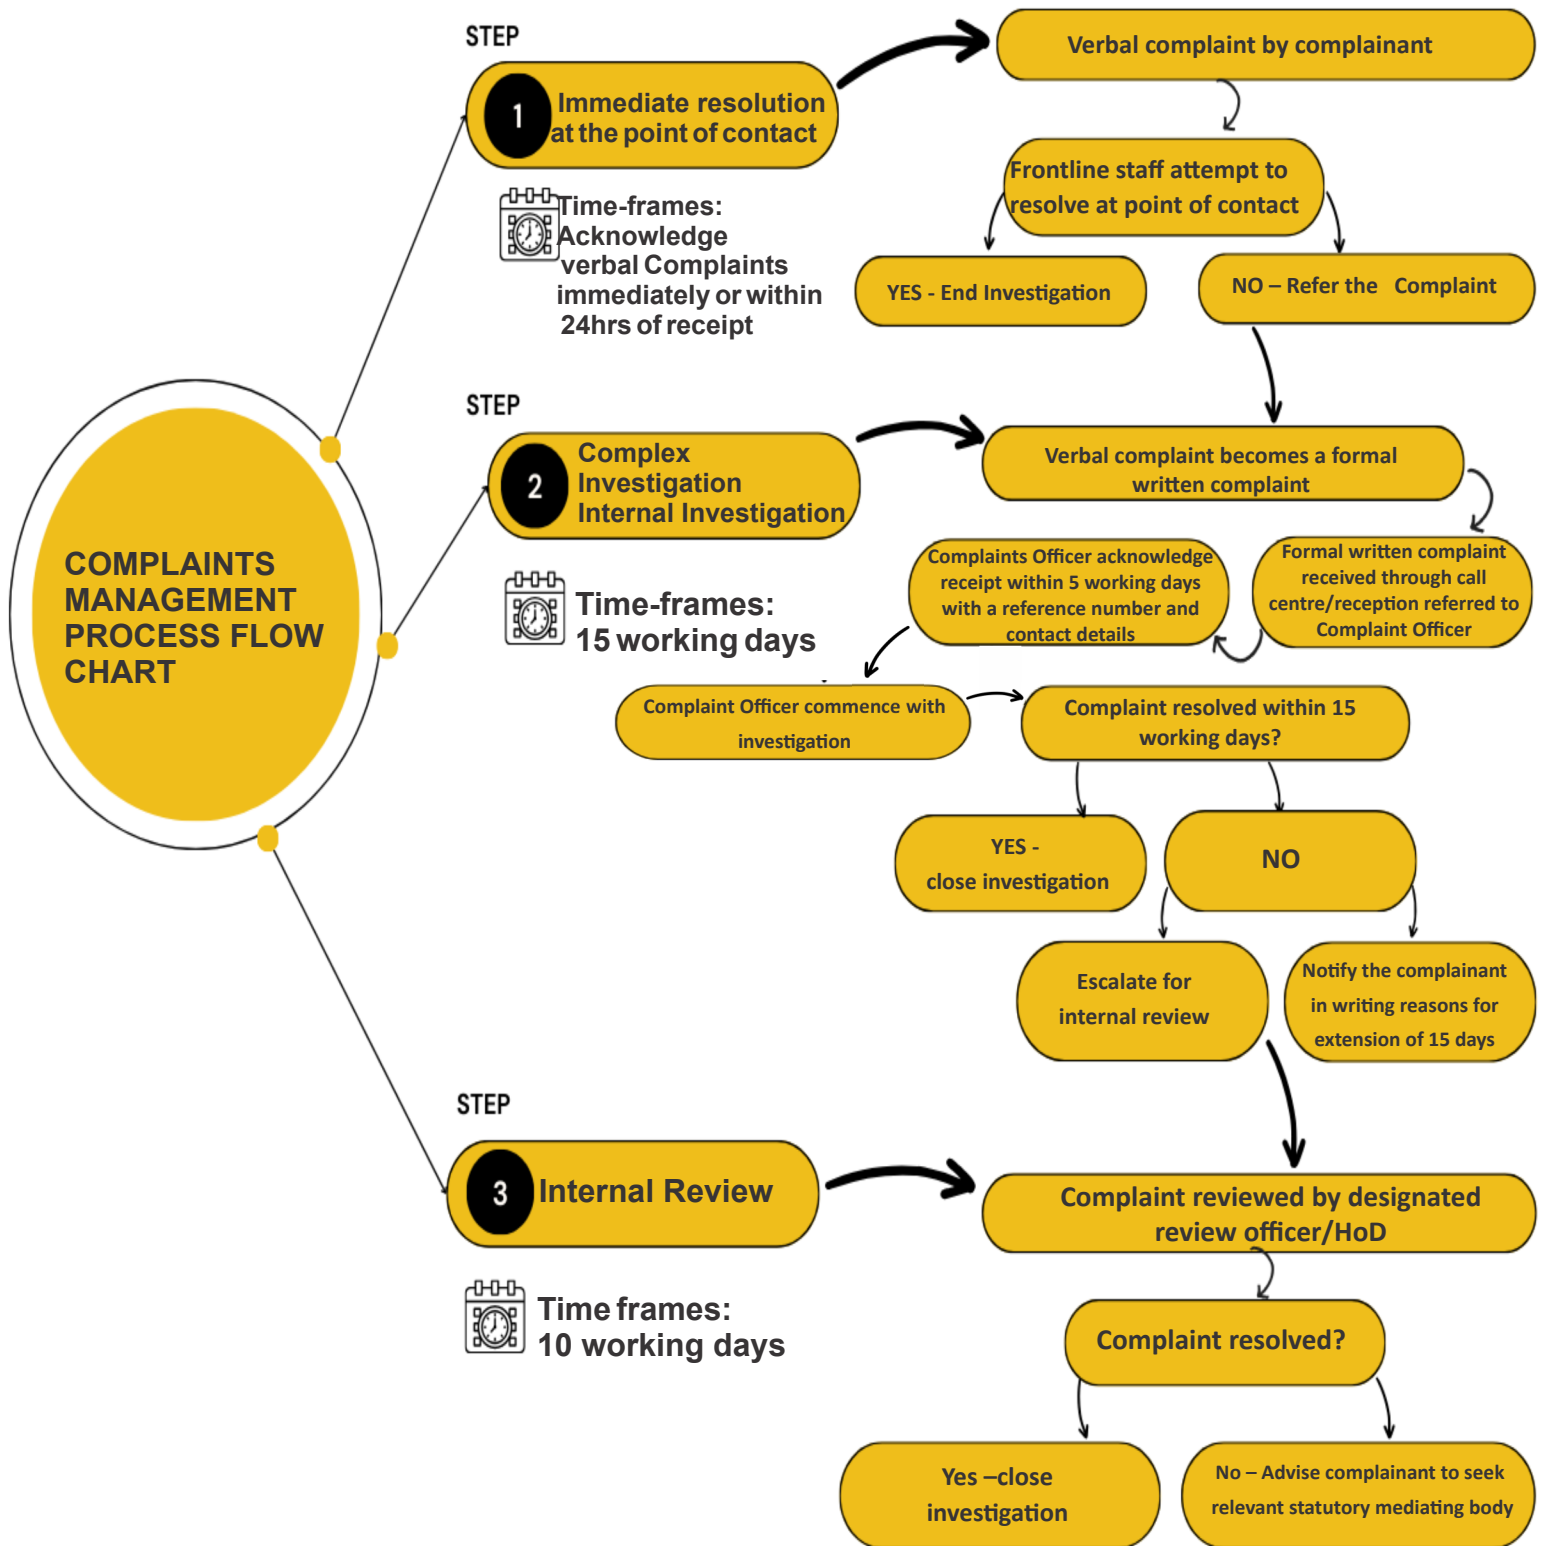 COMPLAINTS
MANAGEMENT
PROCESS FLOW
CHART
STEP
1
Immediate resolution
at the point of contact
Time-frames:
Acknowledge
verbal Complaints
immediately or within
24hrs of receipt
Verbal complaint by complainant
Frontline staff attempt to
resolve at point of contact
YES - End Investigation
NO – Refer the Complaint
STEP
2
Complex
Investigation
Internal Investigation
Time-frames:
15 working days
Verbal complaint becomes a formal
written complaint
Formal written complaint
received through call
centre/reception referred to
Complaint Officer
Complaints Officer acknowledge
receipt within 5 working days
with a reference number and
contact details
Complaint Officer commence with
investigation
Complaint resolved within 15
working days?
YES -
close investigation
NO
Escalate for
internal review
Notify the complainant
in writing reasons for
extension of 15 days
STEP
3
Internal Review
Time frames:
10 working days
Complaint reviewed by designated
review officer/HoD
Complaint resolved?
Yes –close
investigation
No – Advise complainant to seek
relevant statutory mediating body